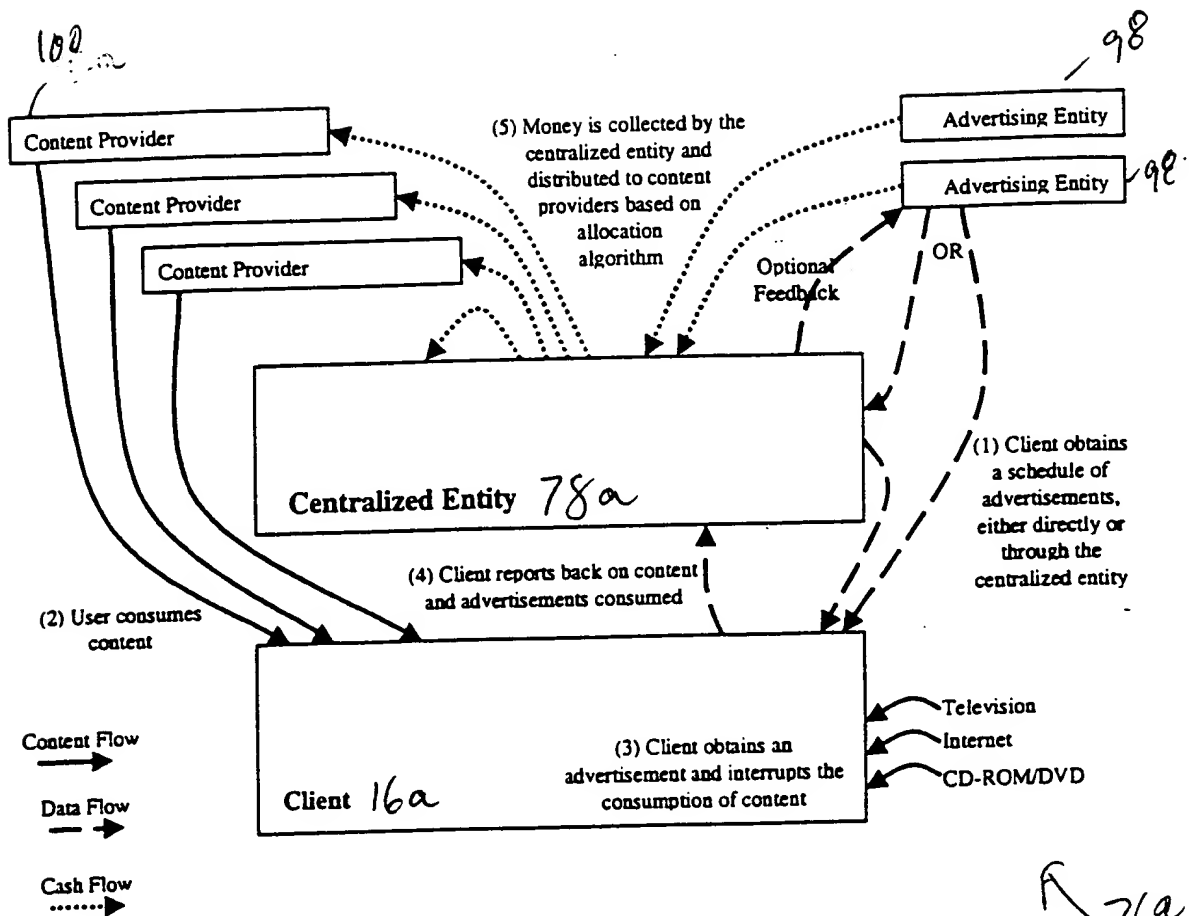 98
Content Provider
Content Provider
Content Provider
(5) Money is collected by the
centralized entity and
distributed to content
providers based on
allocation
algorithm
Advertising Entity
Advertising Entity
OR
Optional
Feedback
Centralized Entity 78a
(1) Client obtains
a schedule of
advertisements,
either directly or
through the
centralized entity
(4) Client reports back on content
and advertisements consumed
(2) User consumes
content
(3) Client obtains an
advertisement and interrupts the
consumption of content
Client 16a
Television
Internet
CD-ROM/DVD
Content Flow
Data Flow
Cash Flow